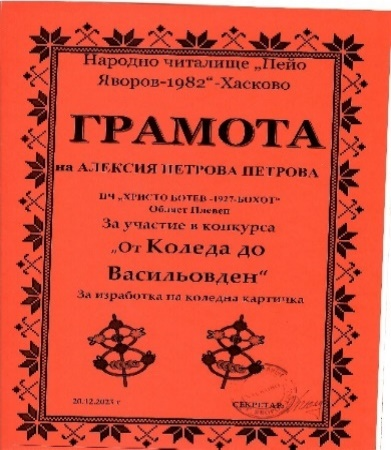 Народно читалище „Пейо
Яворов-1982“-Хасково
ГРАМОТА
на АЛЕКСИЯ ПЕТРОВА ПЕТРОВА
НЧ „ХРИСТО БОТЕВ -1927-БОХОТ“
Област Плевен
За участие в конкурса
„От Коледа до
Васильовден“
За изработка на коледна картичка
20.12.2023 г.
СЕКРЕТАР: